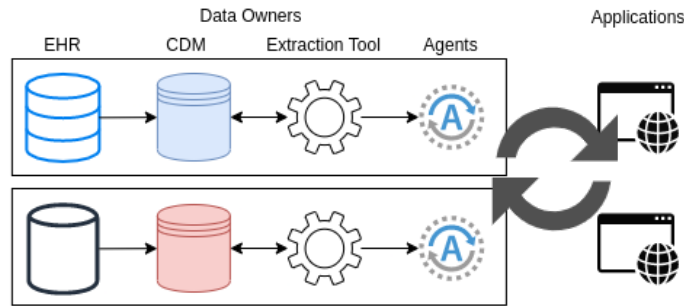 Data Owners
Applications
EHR
CDM
Extraction Tool
Agents
A
A